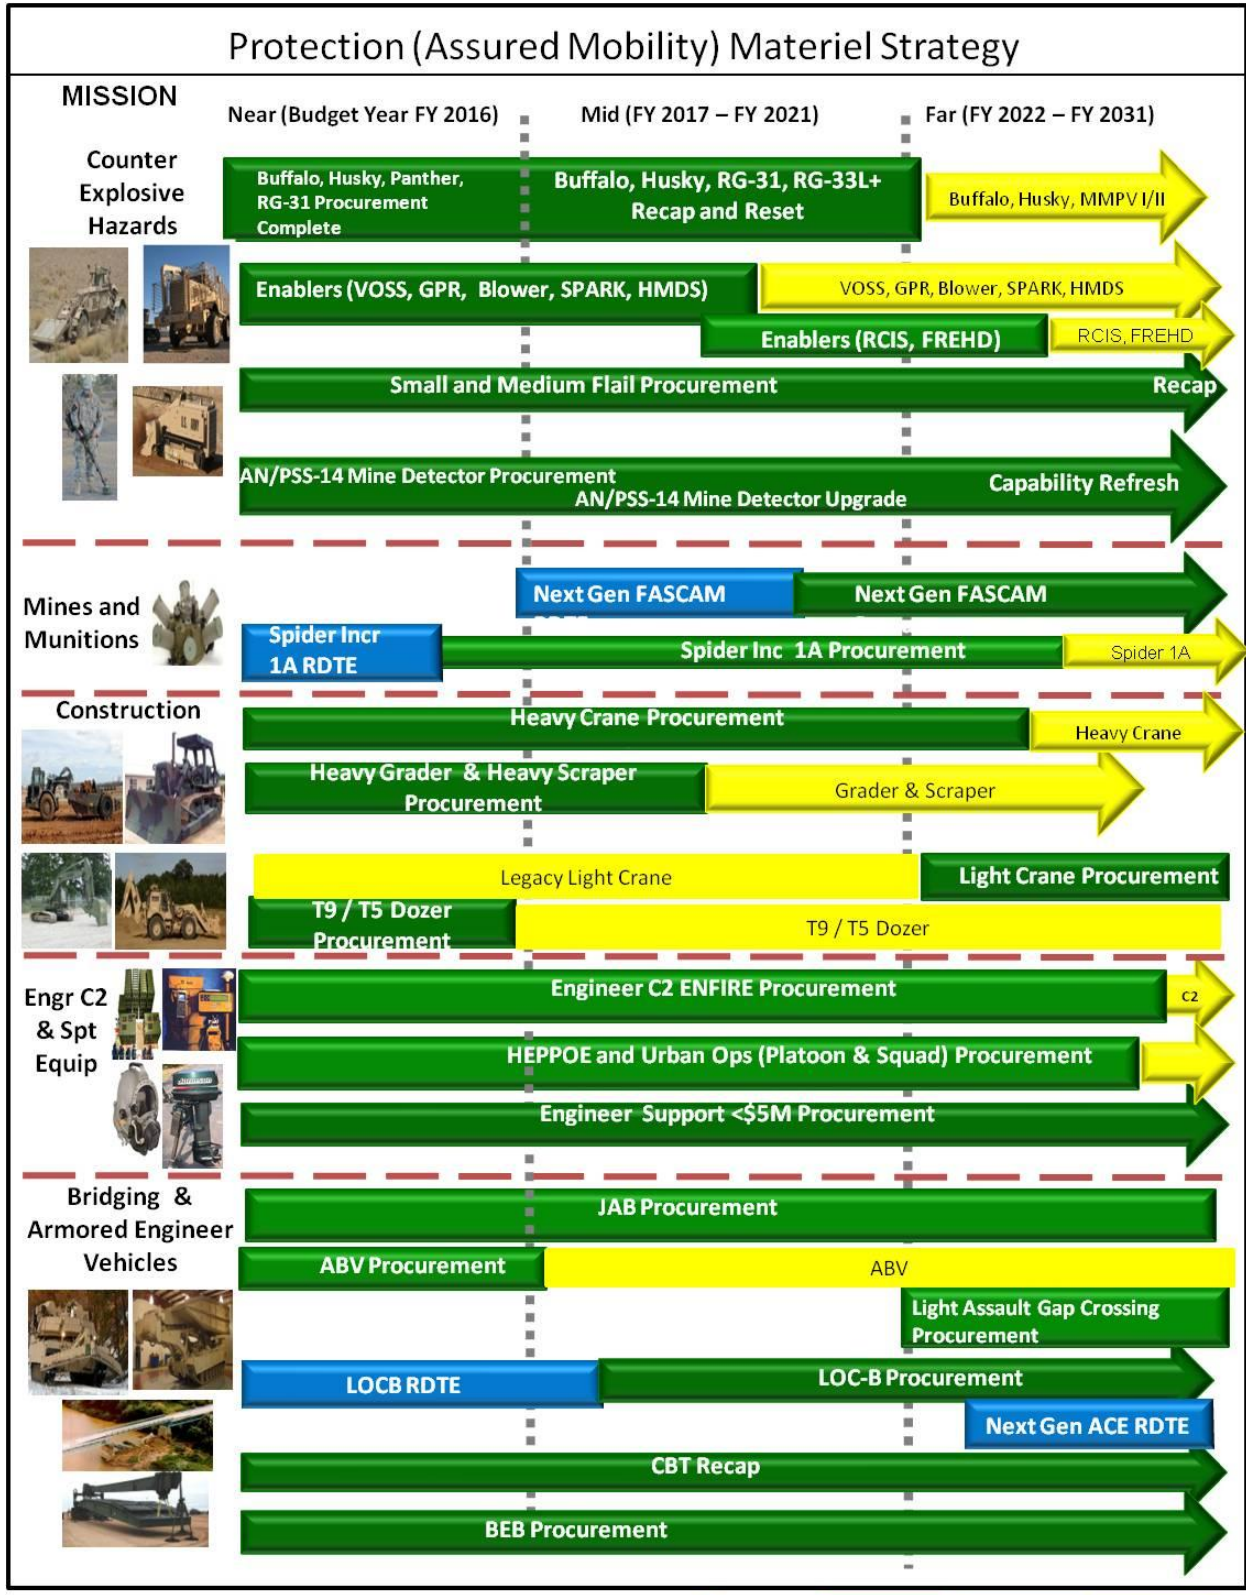 Protection (Assured Mobility) Materiel Strategy
MISSION
Near (Budget Year FY 2016)
Mid (FY 2017 – FY 2021)
Far (FY 2022 – FY 2031)
Counter
Explosive
Hazards
Buffalo, Husky, Panther,
RG-31 Procurement
Complete
Buffalo, Husky, RG-31, RG-33L+
Recap and Reset
Buffalo, Husky, MMPV I/II
Enablers (VOSS, GPR, Blower, SPARK, HMDS)
VOSS, GPR, Blower, SPARK, HMDS
Enablers (RCIS, FREHD)
RCIS, FREHD
Small and Medium Flail Procurement
Recap
AN/PSS-14 Mine Detector Procurement
AN/PSS-14 Mine Detector Upgrade
Capability Refresh
Mines and
Munitions
Next Gen FASCAM
Next Gen FASCAM
Spider Incr
1A RDTE
Spider Inc 1A Procurement
Spider 1A
Construction
Heavy Crane Procurement
Heavy Crane
Heavy Grader & Heavy Scraper
Procurement
Grader & Scraper
Legacy Light Crane
Light Crane Procurement
T9 / T5 Dozer
Procurement
T9 / T5 Dozer
Engr C2
& Spt
Equip
Engineer C2 ENFIRE Procurement
C2
HEPPOE and Urban Ops (Platoon & Squad) Procurement
Engineer Support <$5M Procurement
Bridging &
Armored Engineer
Vehicles
JAB Procurement
ABV Procurement
ABV
Light Assault Gap Crossing
Procurement
LOCB RDTE
LOC-B Procurement
Next Gen ACE RDTE
CBT Recap
BEB Procurement